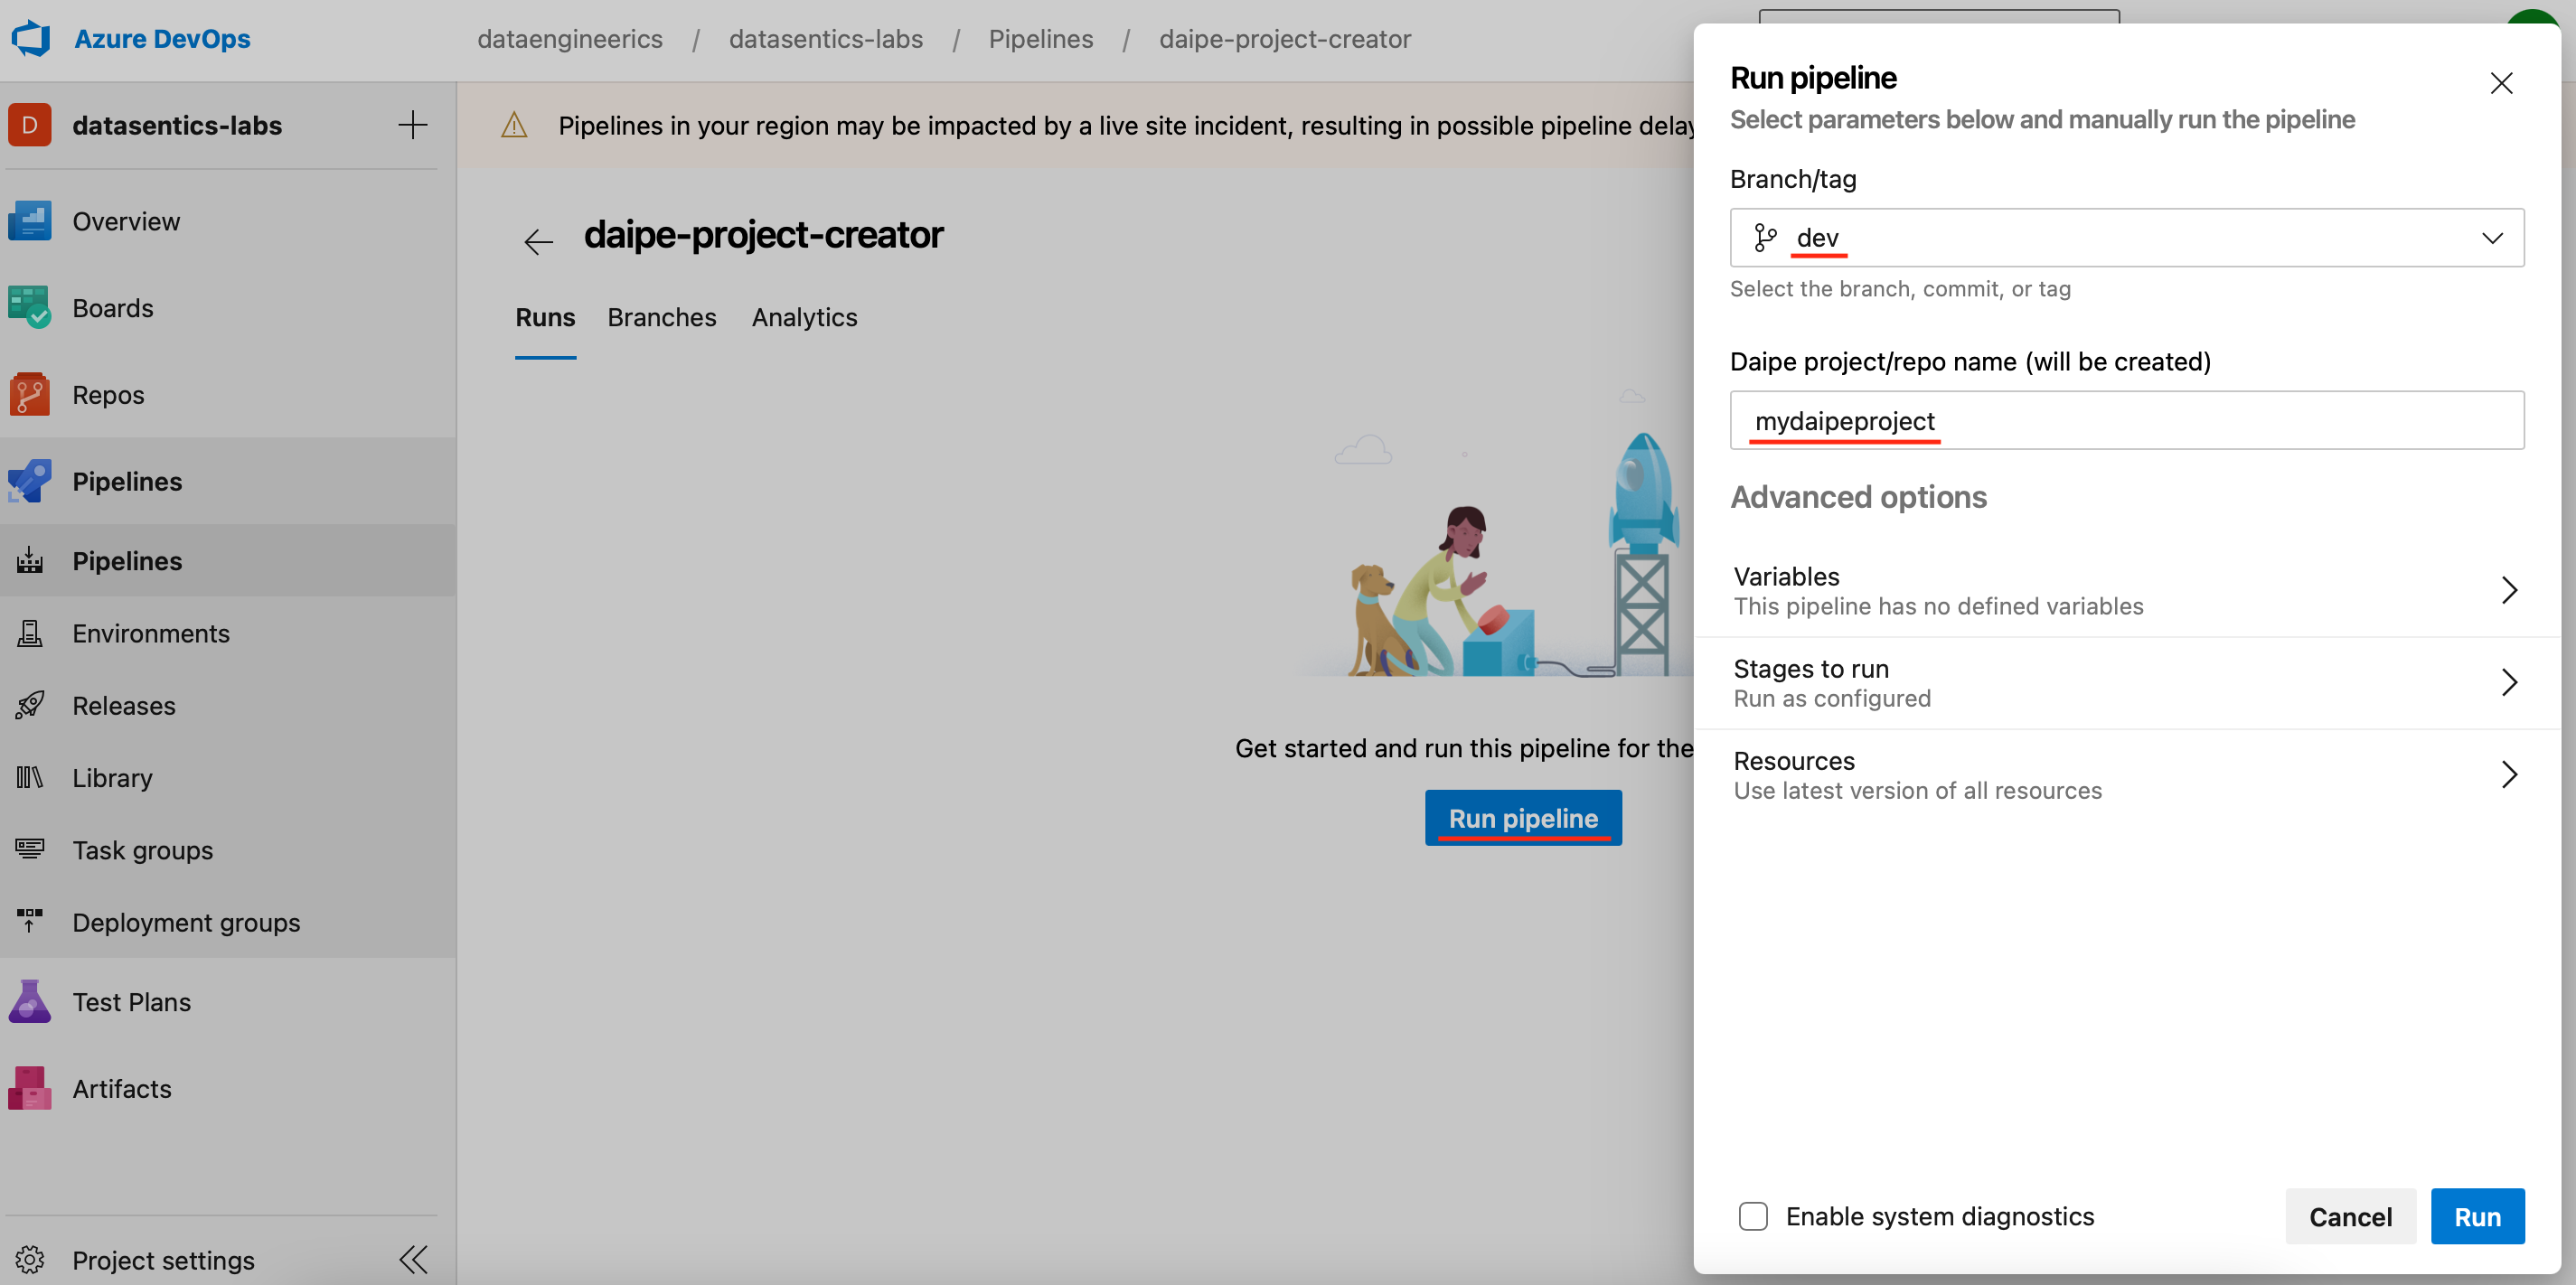 Azure DevOps
dataengineerics / datasentics-labs / Pipelines / daipe-project-creator
D datasentics-labs
Overview
Boards
Repos
Pipelines
Pipelines
Environments
Releases
Library
Task groups
Deployment groups
Test Plans
Artifacts
Project settings
Pipelines in your region may be impacted by a live site incident, resulting in possible pipeline delay
daipe-project-creator
Runs Branches Analytics
Get started and run this pipeline for the
Run pipeline
Run pipeline
Select parameters below and manually run the pipeline
Branch/tag
dev
Select the branch, commit, or tag
Daipe project/repo name (will be created)
mydaipeproject
Advanced options
Variables
This pipeline has no defined variables
Stages to run
Run as configured
Resources
Use latest version of all resources
Enable system diagnostics
Cancel Run